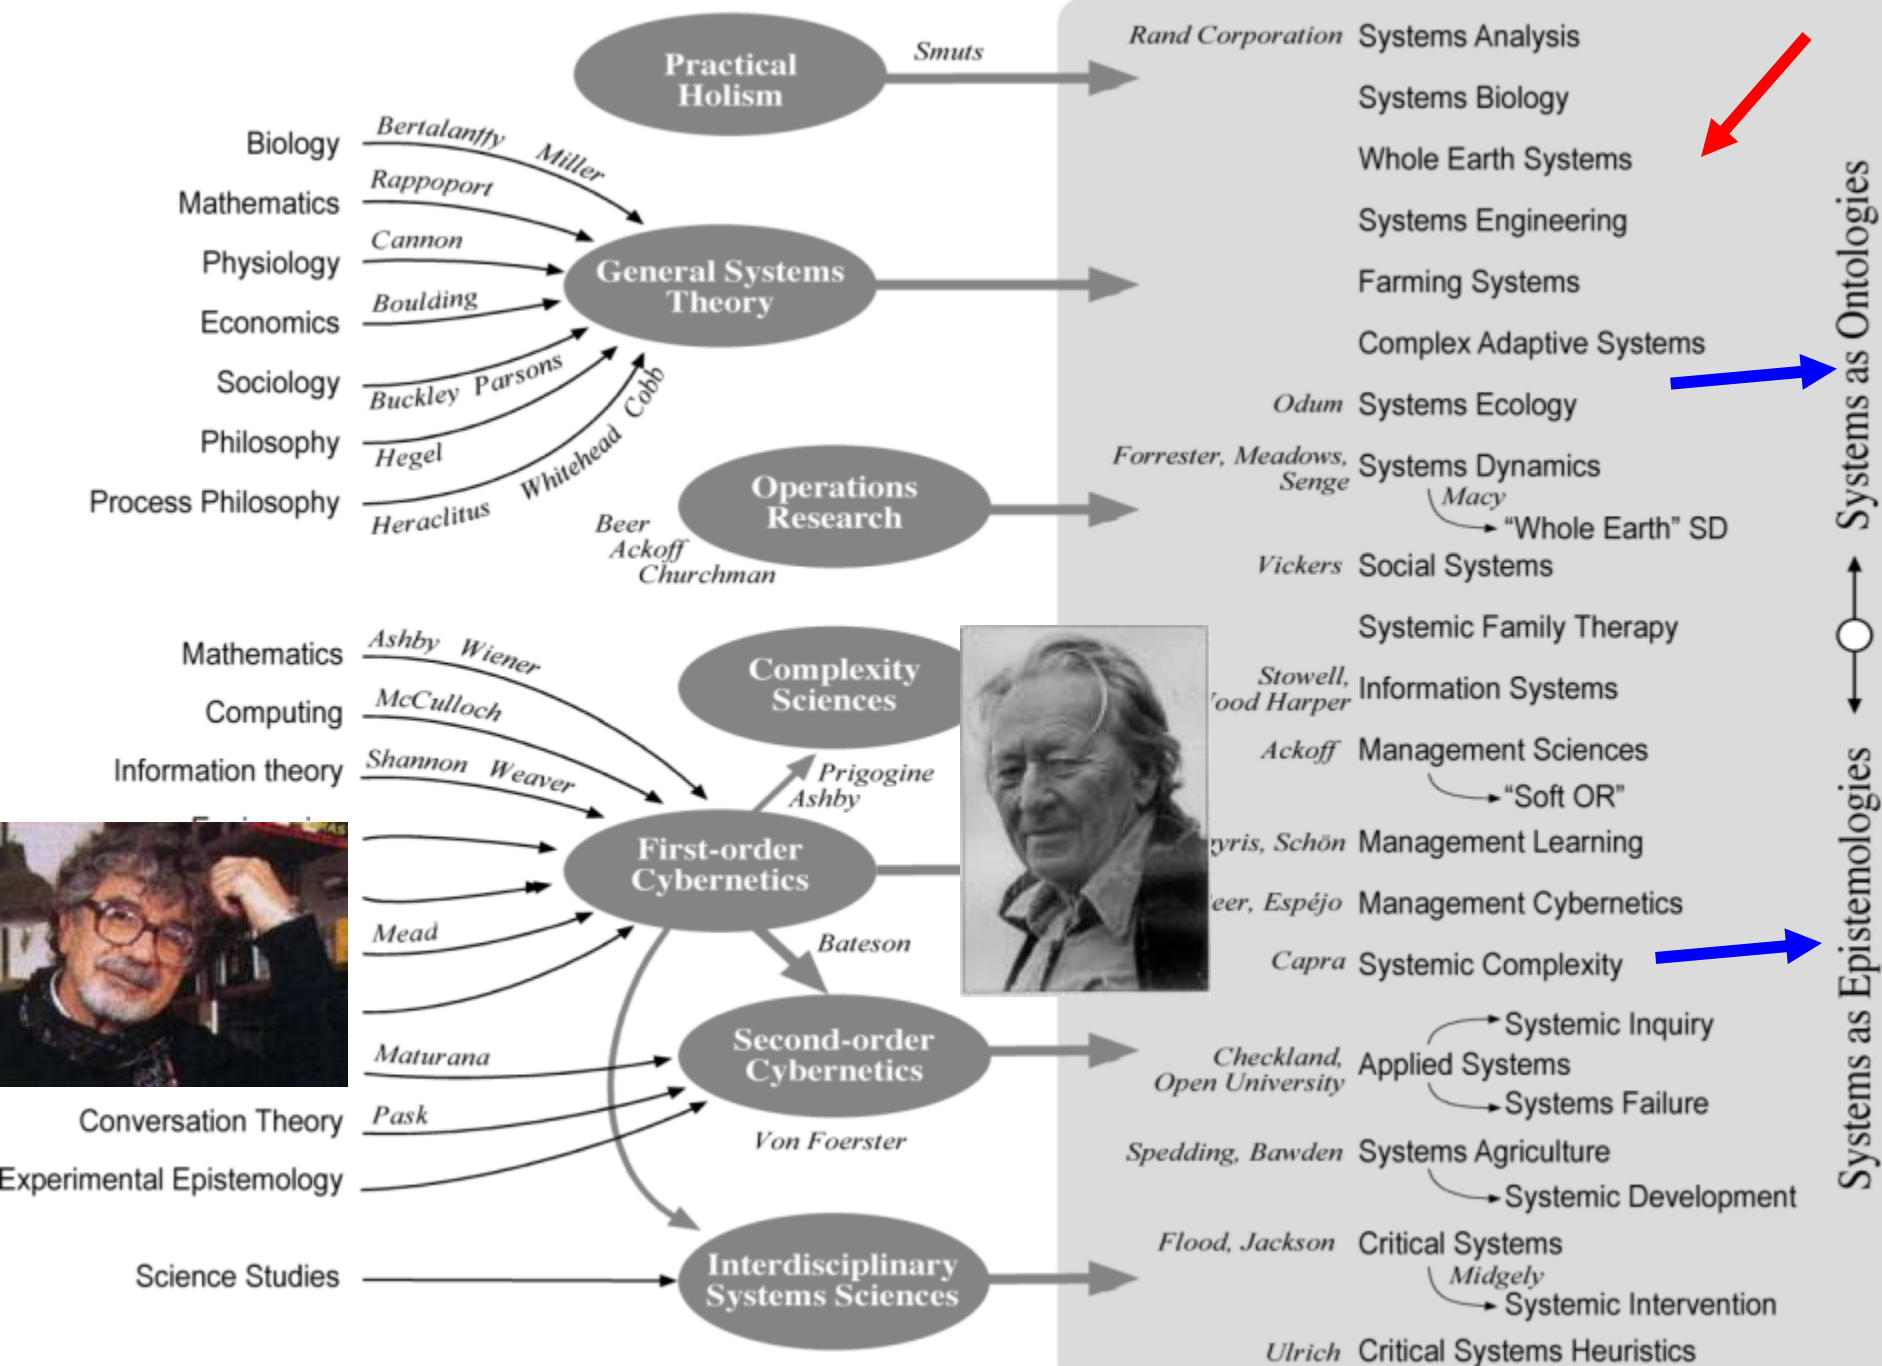 Practical
Holism
Smuts
Biology
Bertalanffy Miller
Mathematics
Rappoport
Physiology
Cannon
Economics
Boulding
Sociology
Buckley Parsons
Philosophy
Hegel
Process Philosophy
Heraclitus Whitehead Cobb
General Systems
Theory
Operations
Research
Beer
Ackoff
Churchman
Mathematics
Ashby Wiener
Computing
McCulloch
Information theory
Shannon Weaver
Mead
Maturana
Conversation Theory
Pask
Experimental Epistemology
Science Studies
Complexity
Sciences
Prigogine
Ashby
First-order
Cybernetics
Bateson
Second-order
Cybernetics
Von Foerster
Interdisciplinary
Systems Sciences
Rand Corporation Systems Analysis
Systems Biology
Whole Earth Systems
Systems Engineering
Farming Systems
Complex Adaptive Systems
Odum Systems Ecology
Forrester, Meadows,
Senge
Systems Dynamics
Macy
"Whole Earth" SD
Vickers Social Systems
Systemic Family Therapy
Stowell,
Harper
Information Systems
Ackoff Management Sciences
"Soft OR"
Schön Management Learning
Espéjo Management Cybernetics
Capra Systemic Complexity
Systemic Inquiry
Checkland,
Open University
Applied Systems
Systems Failure
Spedding, Bawden Systems Agriculture
Systemic Development
Flood, Jackson Critical Systems
Midgely
Systemic Intervention
Ulrich Critical Systems Heuristics
Systems as Ontologies
Systems as Epistemologies